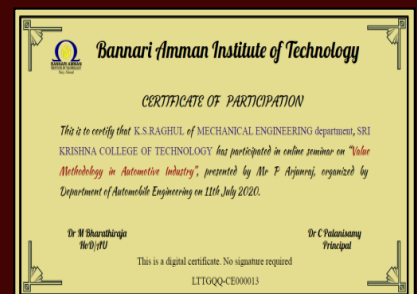 Bannari Amman Institute of Technology
BANNARI AMMAN
INSTITUTE OF TECHNOLOGY
CERTIFICATE OF PARTICIPATION
This is to certify that K.S.RAGHUL of MECHANICAL ENGINEERING department, SRI
KRISHNA COLLEGE OF TECHNOLOGY has participated in online seminar on "Value
Methodology in Automotive Industry", presented by Mr P Arjunraj, organized by
Department of Automobile Engineering on 11th July 2020.
Dr M Bharathiraja
HoD/AU
Dr C Palanisamy
Principal
This is a digital certificate. No signature required
LTTGQQ-CE000013